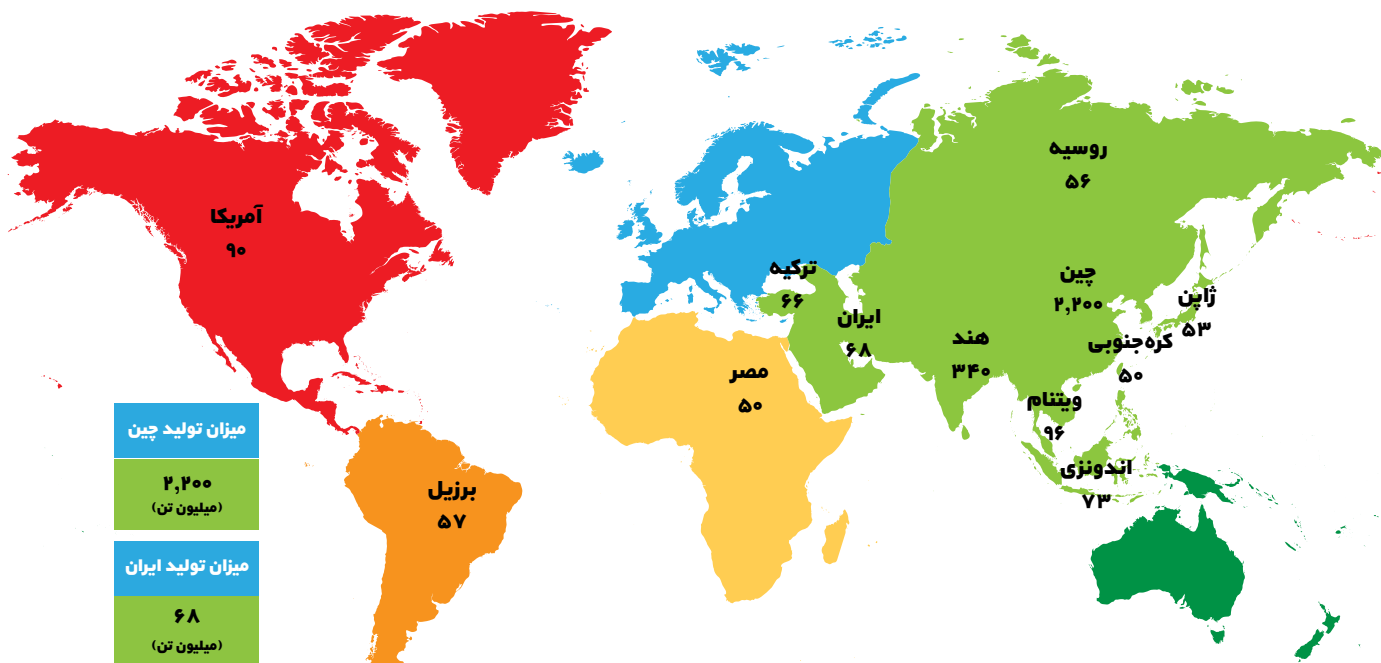 روسیه
۵۶
آمریکا
۹۰
ترکیه
۶۶
چین
۲,۲۰۰
ژاپن
۵۳
ایران
۶۸
هند
۳۴۰
کره‌جنوبی
۵۰
مصر
۵۰
ویتنام
۹۶
اندونزی
۷۳
برزیل
۵۷
میزان تولید چین
۲,۲۰۰
(میلیون تن)
میزان تولید ایران
۶۸
(میلیون تن)